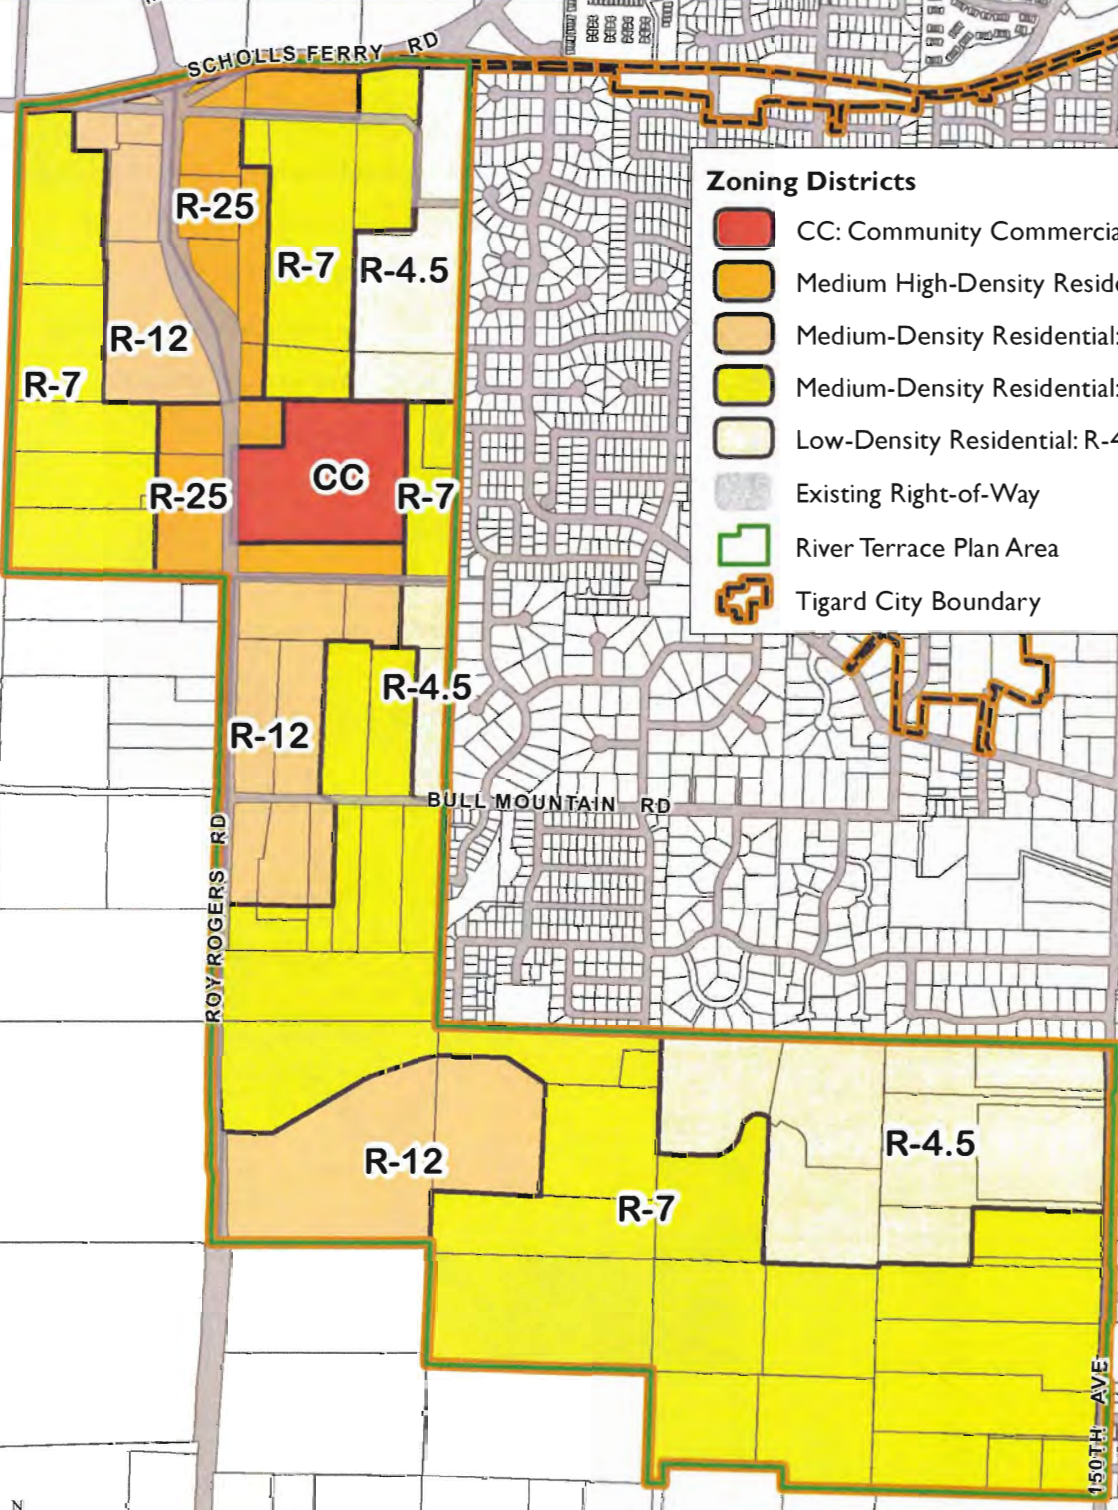 SCHOLLS FERRY RD
Zoning Districts
CC: Community Commercia
Medium High-Density Reside
Medium-Density Residential:
Medium-Density Residential:
Low-Density Residential: R-4
Existing Right-of-Way
River Terrace Plan Area
Tigard City Boundary
R-25
R-7
R-4.5
R-12
R-7
CC
R-25
R-7
R-4.5
R-12
BULL MOUNTAIN RD
ROY ROGERS RD
R-4.5
R-12
R-7
150TH AVE
N